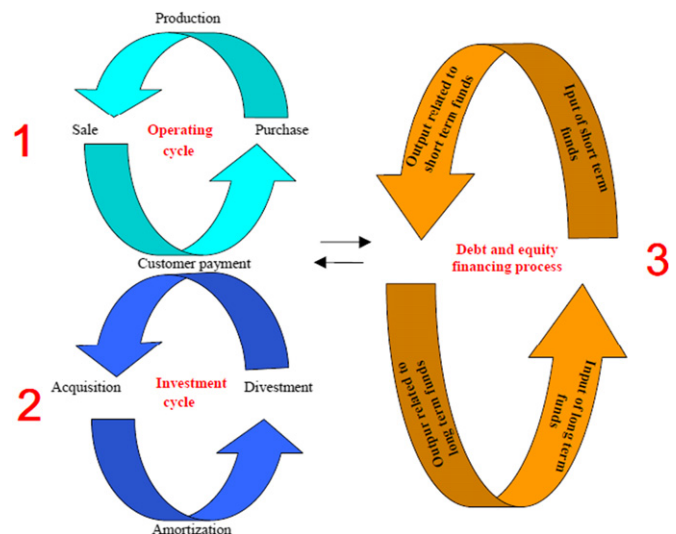 Production
1
Sale
Operating
cycle
Purchase
Customer payment
2
Acquisition
Investment
cycle
Divestment
Amortization
Output related to
short term funds
Iput of short term
funds
Debt and equity
financing process
3
Outpur related to
long term funds
Input of long term
funds